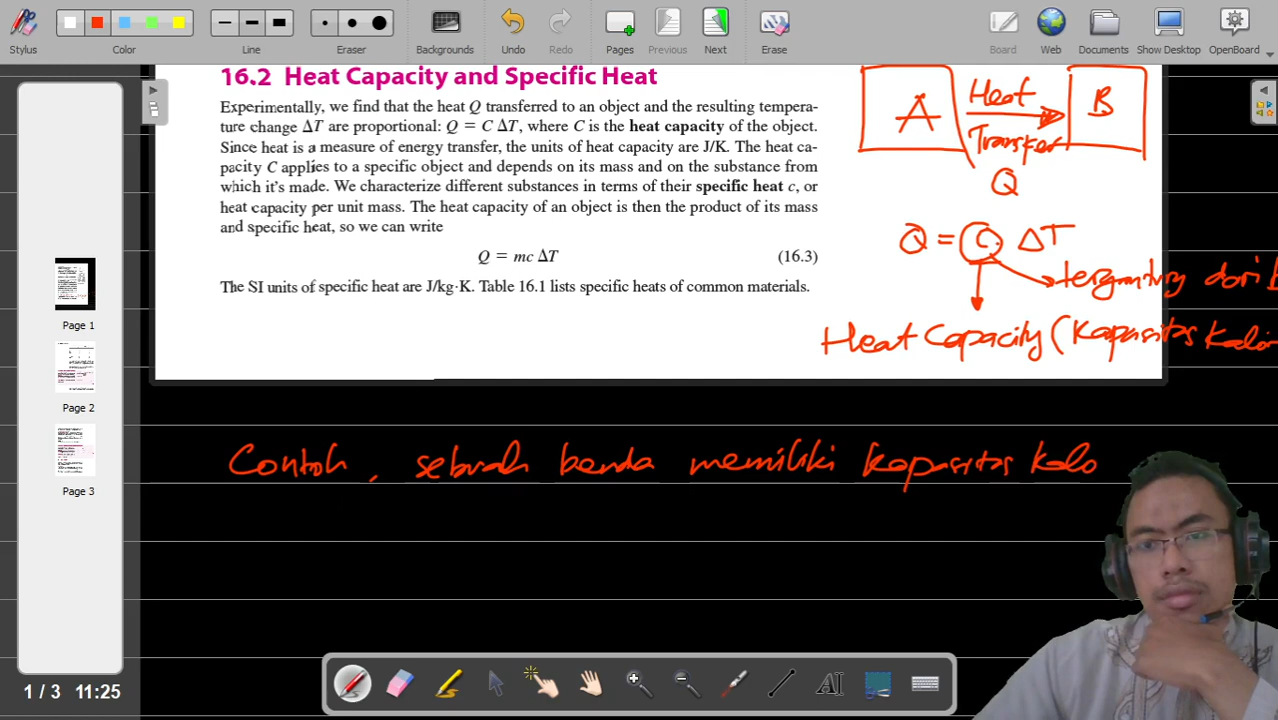 Stylus
Color
Line
Eraser
Backgrounds
Undo
Redo
Pages
Previous
Next
Erase
Board
Web
Documents
Show Desktop
OpenBoard
16.2 Heat Capacity and Specific Heat
Experimentally, we find that the heat Q transferred to an object and the resulting tempera-
ture change ΔT are proportional: Q = C ΔT, where C is the heat capacity of the object.
Since heat is a measure of energy transfer, the units of heat capacity are J/K. The heat ca-
pacity C applies to a specific object and depends on its mass and on the substance from
which it's made. We characterize different substances in terms of their specific heat c, or
heat capacity per unit mass. The heat capacity of an object is then the product of its mass
and specific heat, so we can write
Q = mc ΔT (16.3)
The SI units of specific heat are J/kg·K. Table 16.1 lists specific heats of common materials.
A
Heat
Transfer
B
Q
Q = C ΔT
tergantung dari
Heat Capacity (Kapasitas Kalo
Contoh, sebuah benda memiliki kapasitas kalo
Page 1
Page 2
Page 3
1 / 3 11:25